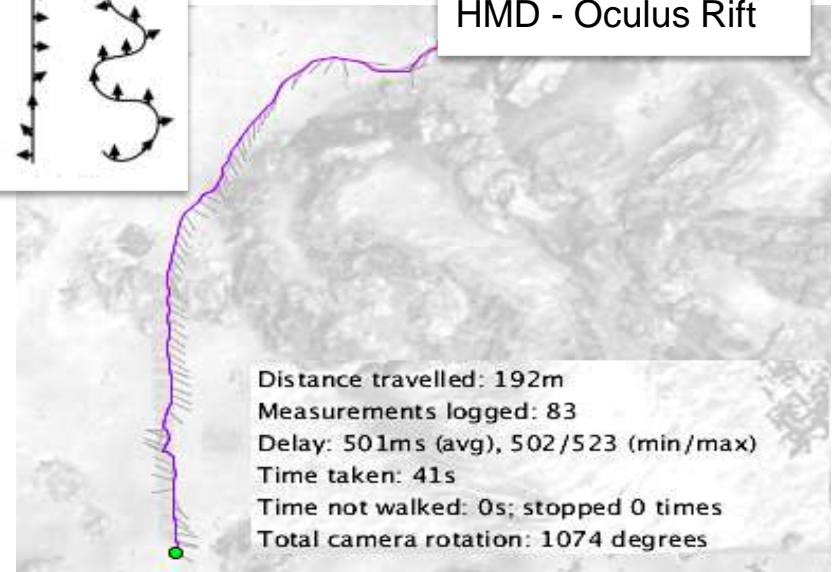 HMD - Oculus Rift
Distance travelled: 192m
Measurements logged: 83
Delay: 501ms (avg), 502/523 (min/max)
Time taken: 41s
Time not walked: 0s; stopped 0 times
Total camera rotation: 1074 degrees